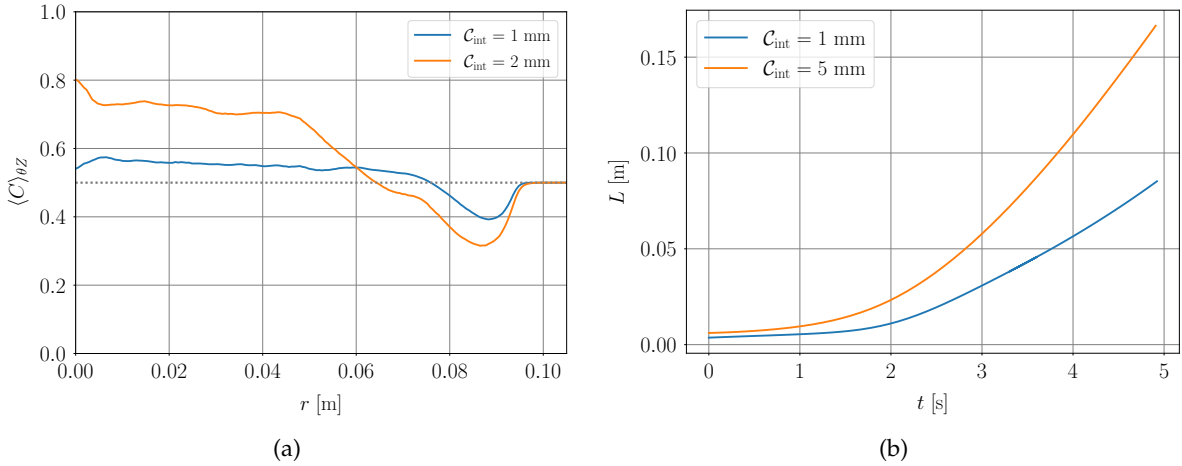 1.0
0.8
0.6
0.4
0.2
0.0
⟨C⟩θZ
0.00 0.02 0.04 0.06 0.08 0.10
r [m]
𝒞int = 1 mm
𝒞int = 2 mm
(a)
0.15
0.10
0.05
0.00
L [m]
0 1 2 3 4 5
t [s]
𝒞int = 1 mm
𝒞int = 5 mm
(b)